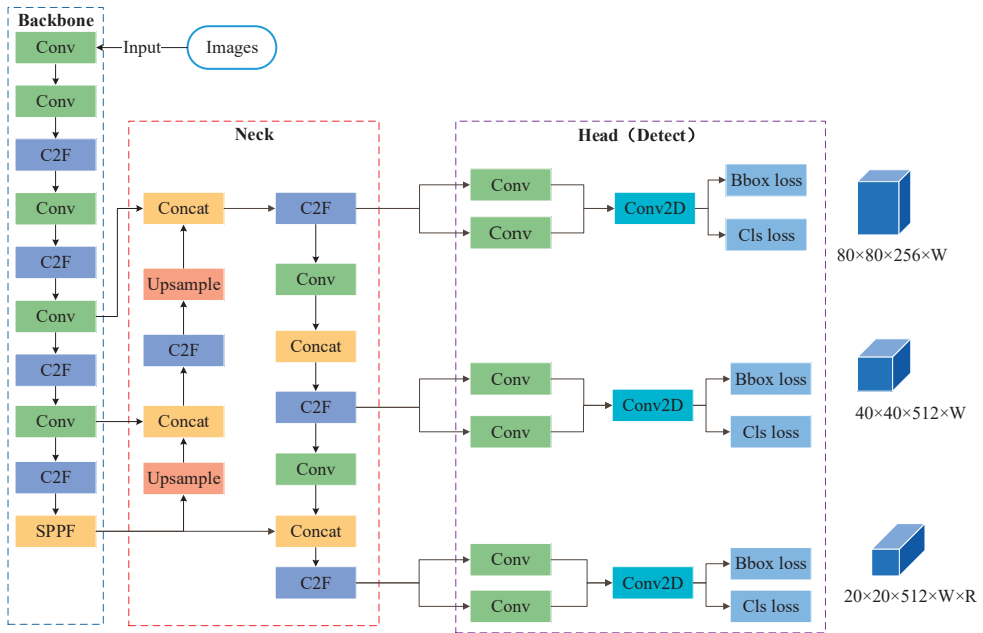 Backbone
Conv
Input
Images
Conv
C2F
Conv
C2F
Conv
C2F
Conv
C2F
SPPF
Neck
Concat
Upsample
C2F
Concat
Upsample
C2F
Conv
Concat
C2F
Conv
Concat
C2F
Head（Detect）
Conv
Conv
Conv2D
Bbox loss
Cls loss
80×80×256×W
Conv
Conv
Conv2D
Bbox loss
Cls loss
40×40×512×W
Conv
Conv
Conv2D
Bbox loss
Cls loss
20×20×512×W×R